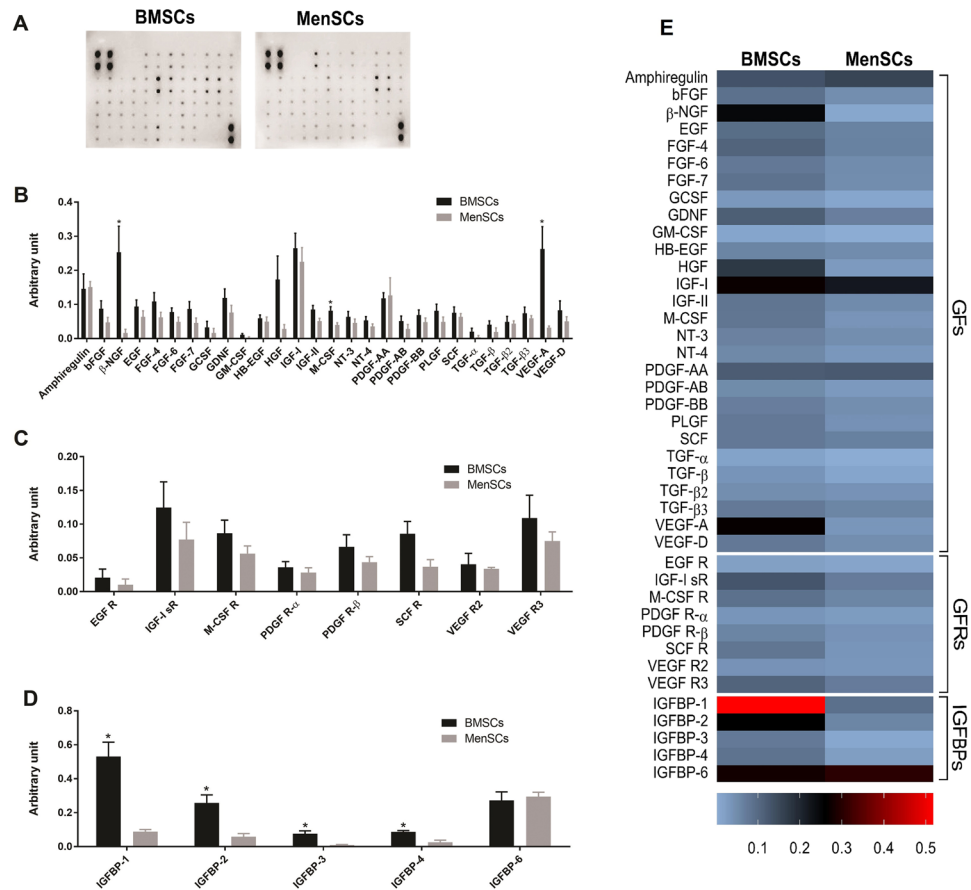 A
BMSCs
MenSCs
B
Arbitrary unit
0.4
0.3
0.2
0.1
0.0
BMSCs
MenSCs
*
*
*
Amphiregulin
bFGF
β-NGF
EGF
FGF-4
FGF-6
FGF-7
GCSF
GDNF
GM-CSF
HB-EGF
HGF
IGF-I
IGF-II
M-CSF
NT-3
NT-4
PDGF-AA
PDGF-AB
PDGF-BB
PLGF
SCF
TGF-α
TGF-β
TGF-β2
TGF-β3
VEGF-A
VEGF-D
C
Arbitrary unit
0.20
0.15
0.10
0.05
0.00
BMSCs
MenSCs
EGF R
IGF-I sR
M-CSF R
PDGF R-α
PDGF R-β
SCF R
VEGF R2
VEGF R3
D
Arbitrary unit
0.8
0.6
0.4
0.2
0.0
BMSCs
MenSCs
*
*
*
*
IGFBP-1
IGFBP-2
IGFBP-3
IGFBP-4
IGFBP-6
E
BMSCs MenSCs
Amphiregulin
bFGF
β-NGF
EGF
FGF-4
FGF-6
FGF-7
GCSF
GDNF
GM-CSF
HB-EGF
HGF
IGF-I
IGF-II
M-CSF
NT-3
NT-4
PDGF-AA
PDGF-AB
PDGF-BB
PLGF
SCF
TGF-α
TGF-β
TGF-β2
TGF-β3
VEGF-A
VEGF-D
GFs
EGF R
IGF-I sR
M-CSF R
PDGF R-α
PDGF R-β
SCF R
VEGF R2
VEGF R3
GFRs
IGFBP-1
IGFBP-2
IGFBP-3
IGFBP-4
IGFBP-6
IGFBPs
0.1 0.2 0.3 0.4 0.5